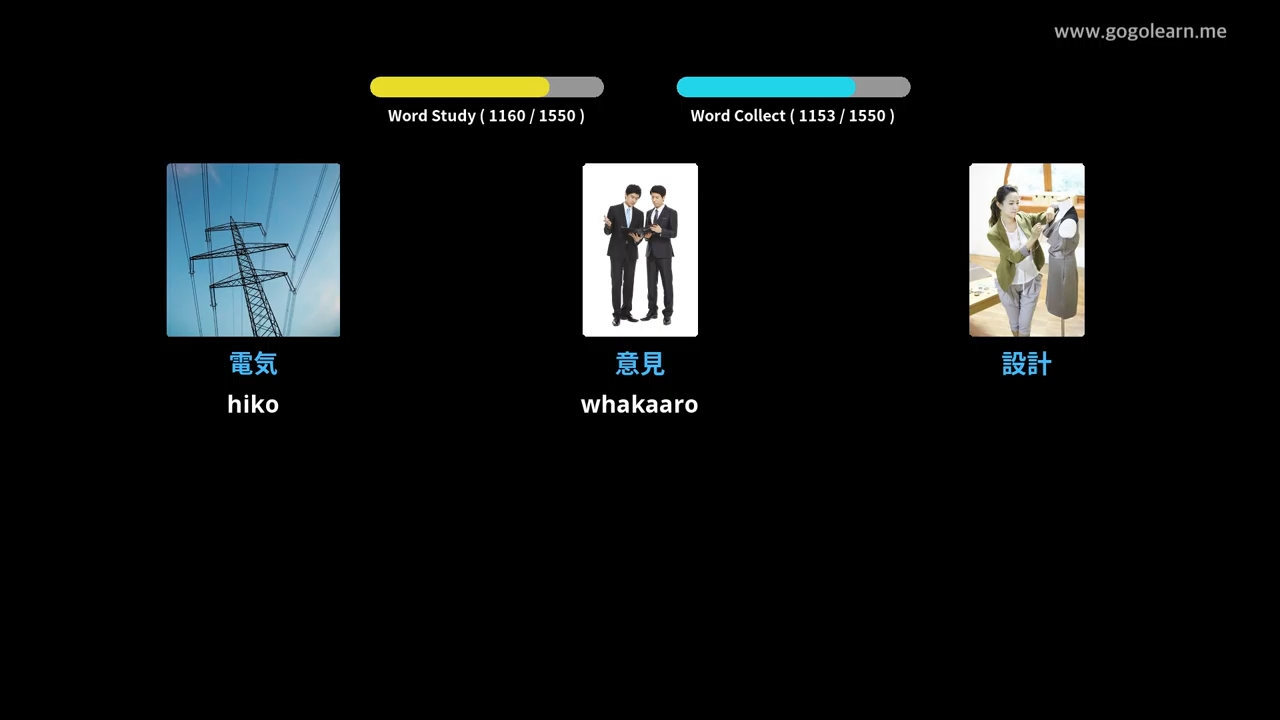 www.gogolearn.me
Word Study ( 1160 / 1550 )
Word Collect ( 1153 / 1550 )
電気
意見
設計
hiko
whakaaro